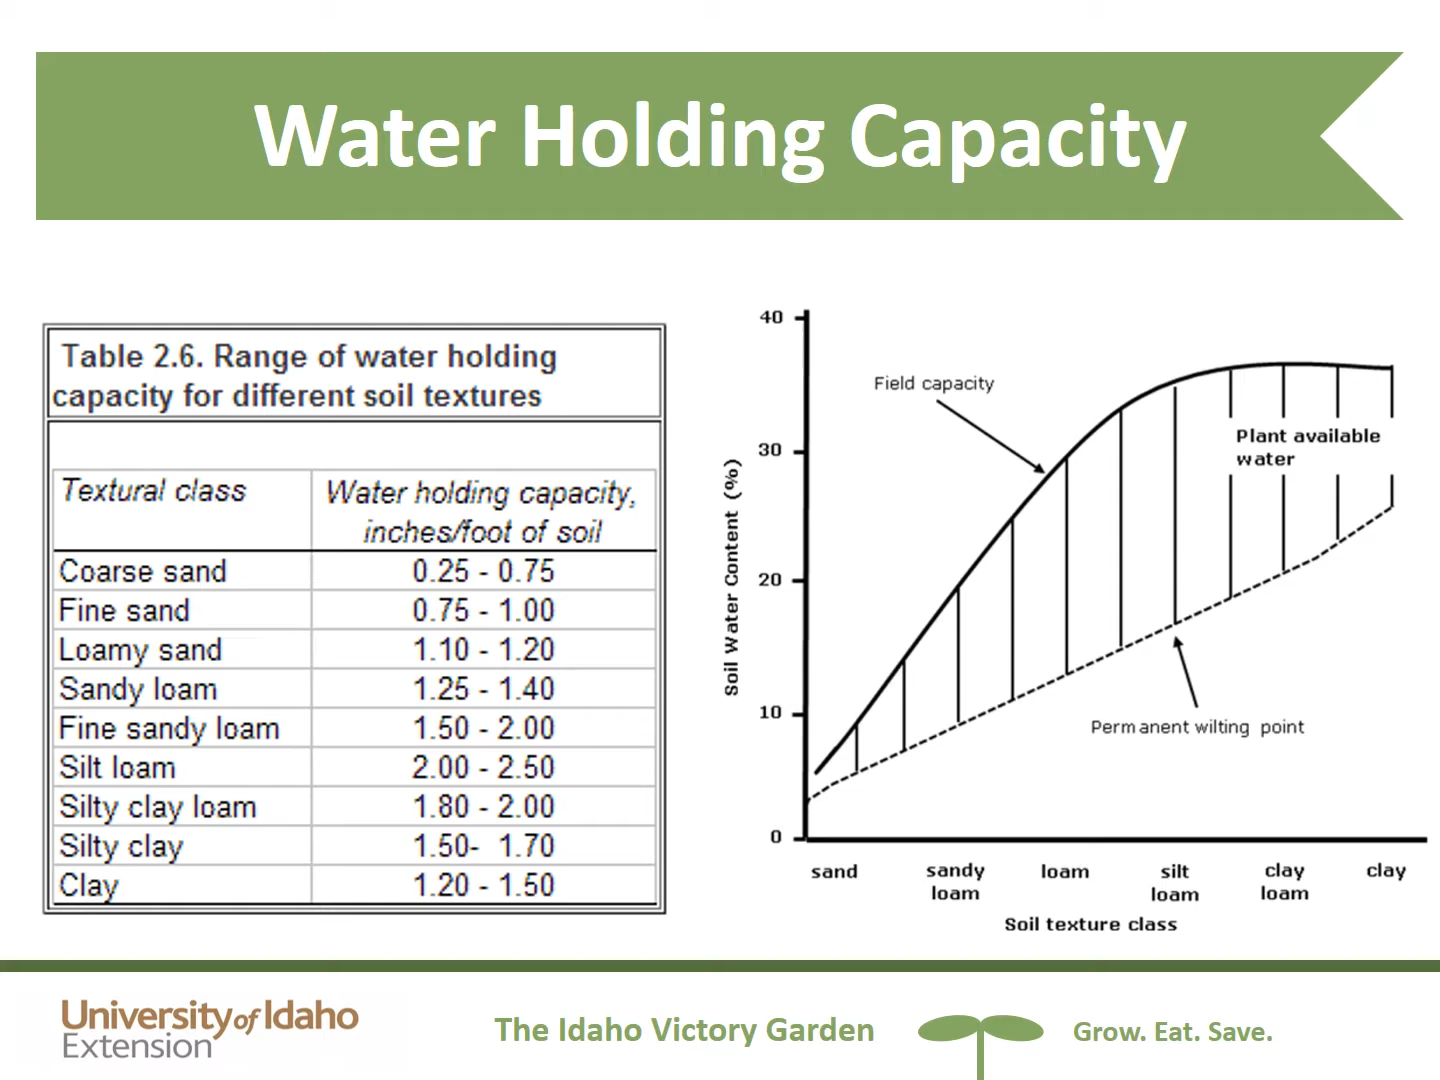 Water Holding Capacity
Table 2.6. Range of water holding
capacity for different soil textures
Textural class
Water holding capacity,
inches/foot of soil
Coarse sand 0.25 - 0.75
Fine sand 0.75 - 1.00
Loamy sand 1.10 - 1.20
Sandy loam 1.25 - 1.40
Fine sandy loam 1.50 - 2.00
Silt loam 2.00 - 2.50
Silty clay loam 1.80 - 2.00
Silty clay 1.50- 1.70
Clay 1.20 - 1.50
40
30
20
10
0
Soil Water Content (%)
Field capacity
Plant available
water
Permanent wilting point
sand
sandy
loam
loam
silt
loam
clay
loam
clay
Soil texture class
University of Idaho
Extension
The Idaho Victory Garden
Grow. Eat. Save.